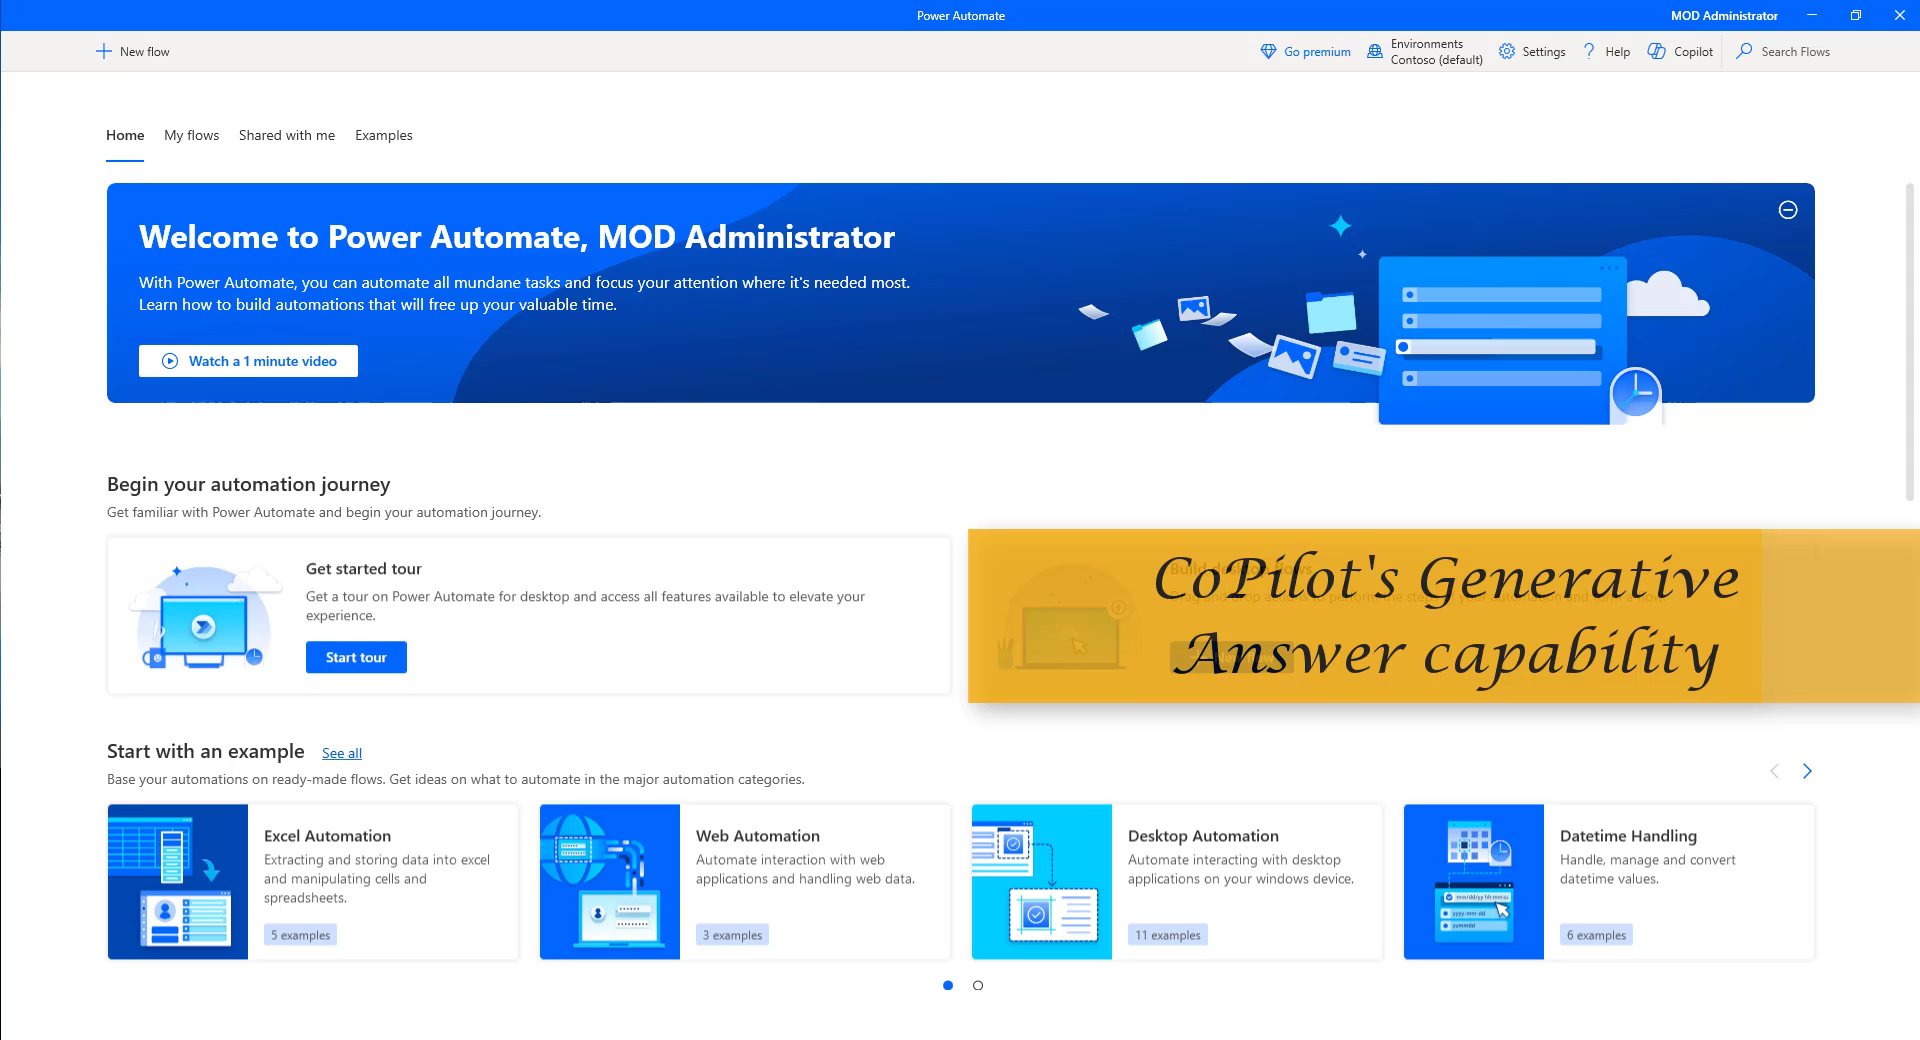 Power Automate
MOD Administrator
New flow
Go premium
Environments
Contoso (default)
Settings
Help
Copilot
Search Flows
Home
My flows
Shared with me
Examples
Welcome to Power Automate, MOD Administrator
With Power Automate, you can automate all mundane tasks and focus your attention where it's needed most.
Learn how to build automations that will free up your valuable time.
Watch a 1 minute video
Begin your automation journey
Get familiar with Power Automate and begin your automation journey.
Get started tour
Get a tour on Power Automate for desktop and access all features available to elevate your
experience.
Start tour
CoPilot's Generative
Answer capability
Start with an example
See all
Base your automations on ready-made flows. Get ideas on what to automate in the major automation categories.
Excel Automation
Extracting and storing data into excel
and manipulating cells and
spreadsheets.
5 examples
Web Automation
Automate interaction with web
applications and handling web data.
3 examples
Desktop Automation
Automate interacting with desktop
applications on your windows device.
11 examples
Datetime Handling
Handle, manage and convert
datetime values.
6 examples